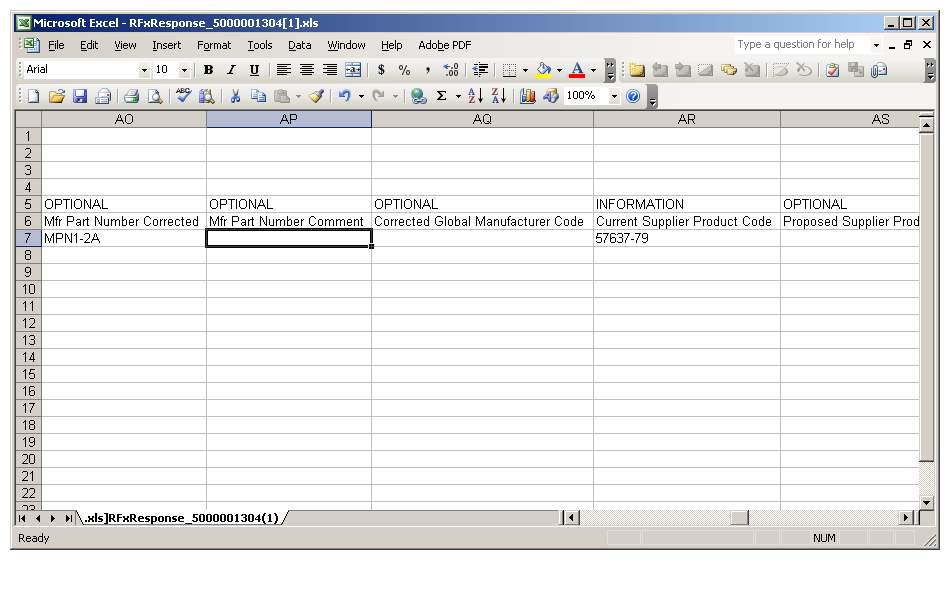 Microsoft Excel - RFxResponse_5000001304[1].xls
File Edit View Insert Format Tools Data Window Help Adobe PDF Type a question for help
Arial 10 B I U $ % ,
ABC Σ A Z Z A 100% ?
AO AP AQ AR AS
1
2
3
4
5 OPTIONAL OPTIONAL OPTIONAL INFORMATION OPTIONAL
6 Mfr Part Number Corrected Mfr Part Number Comment Corrected Global Manufacturer Code Current Supplier Product Code Proposed Supplier Prod
7 MPN1-2A 57637-79
8
9
10
11
12
13
14
15
16
17
18
19
20
21
22
23
.xls]RFxResponse_5000001304(1)
Ready NUM